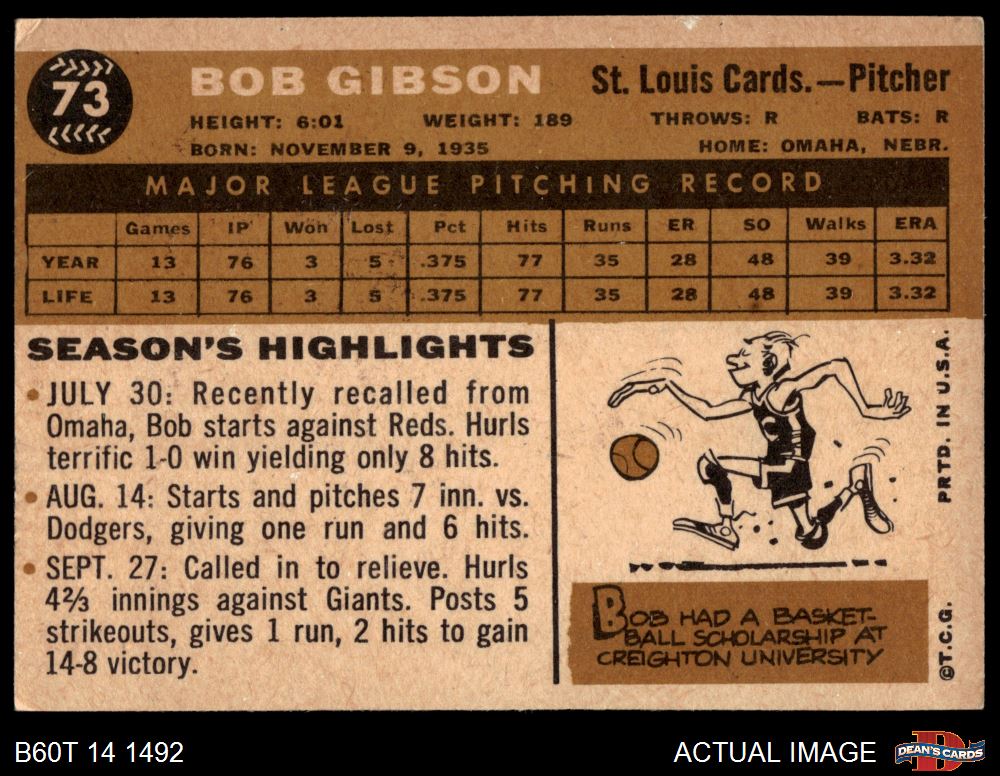 73
BOB GIBSON
St. Louis Cards.—Pitcher
HEIGHT: 6:01 WEIGHT: 189 THROWS: R BATS: R
BORN: NOVEMBER 9, 1935 HOME: OMAHA, NEBR.
MAJOR LEAGUE PITCHING RECORD
Games IP Won Lost Pct Hits Runs ER SO Walks ERA
YEAR 13 76 3 5 .375 77 35 28 48 39 3.32
LIFE 13 76 3 5 .375 77 35 28 48 39 3.32
SEASON'S HIGHLIGHTS
• JULY 30: Recently recalled from
Omaha, Bob starts against Reds. Hurls
terrific 1-0 win yielding only 8 hits.
• AUG. 14: Starts and pitches 7 inn. vs.
Dodgers, giving one run and 6 hits.
• SEPT. 27: Called in to relieve. Hurls
4⅔ innings against Giants. Posts 5
strikeouts, gives 1 run, 2 hits to gain
14-8 victory.
C
BOB HAD A BASKET-
BALL SCHOLARSHIP AT
CREIGHTON UNIVERSITY
©T.C.G. PRTD. IN U.S.A.
B60T 14 1492
ACTUAL IMAGE
D
DEAN'S CARDS